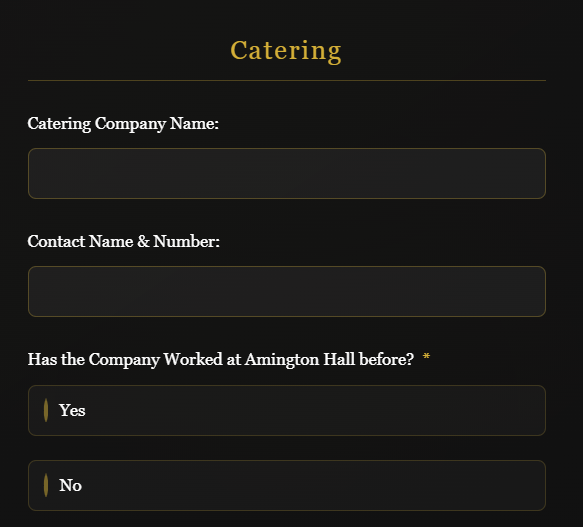 Catering
Catering Company Name:
Contact Name & Number:
Has the Company Worked at Amington Hall before? *
Yes
No